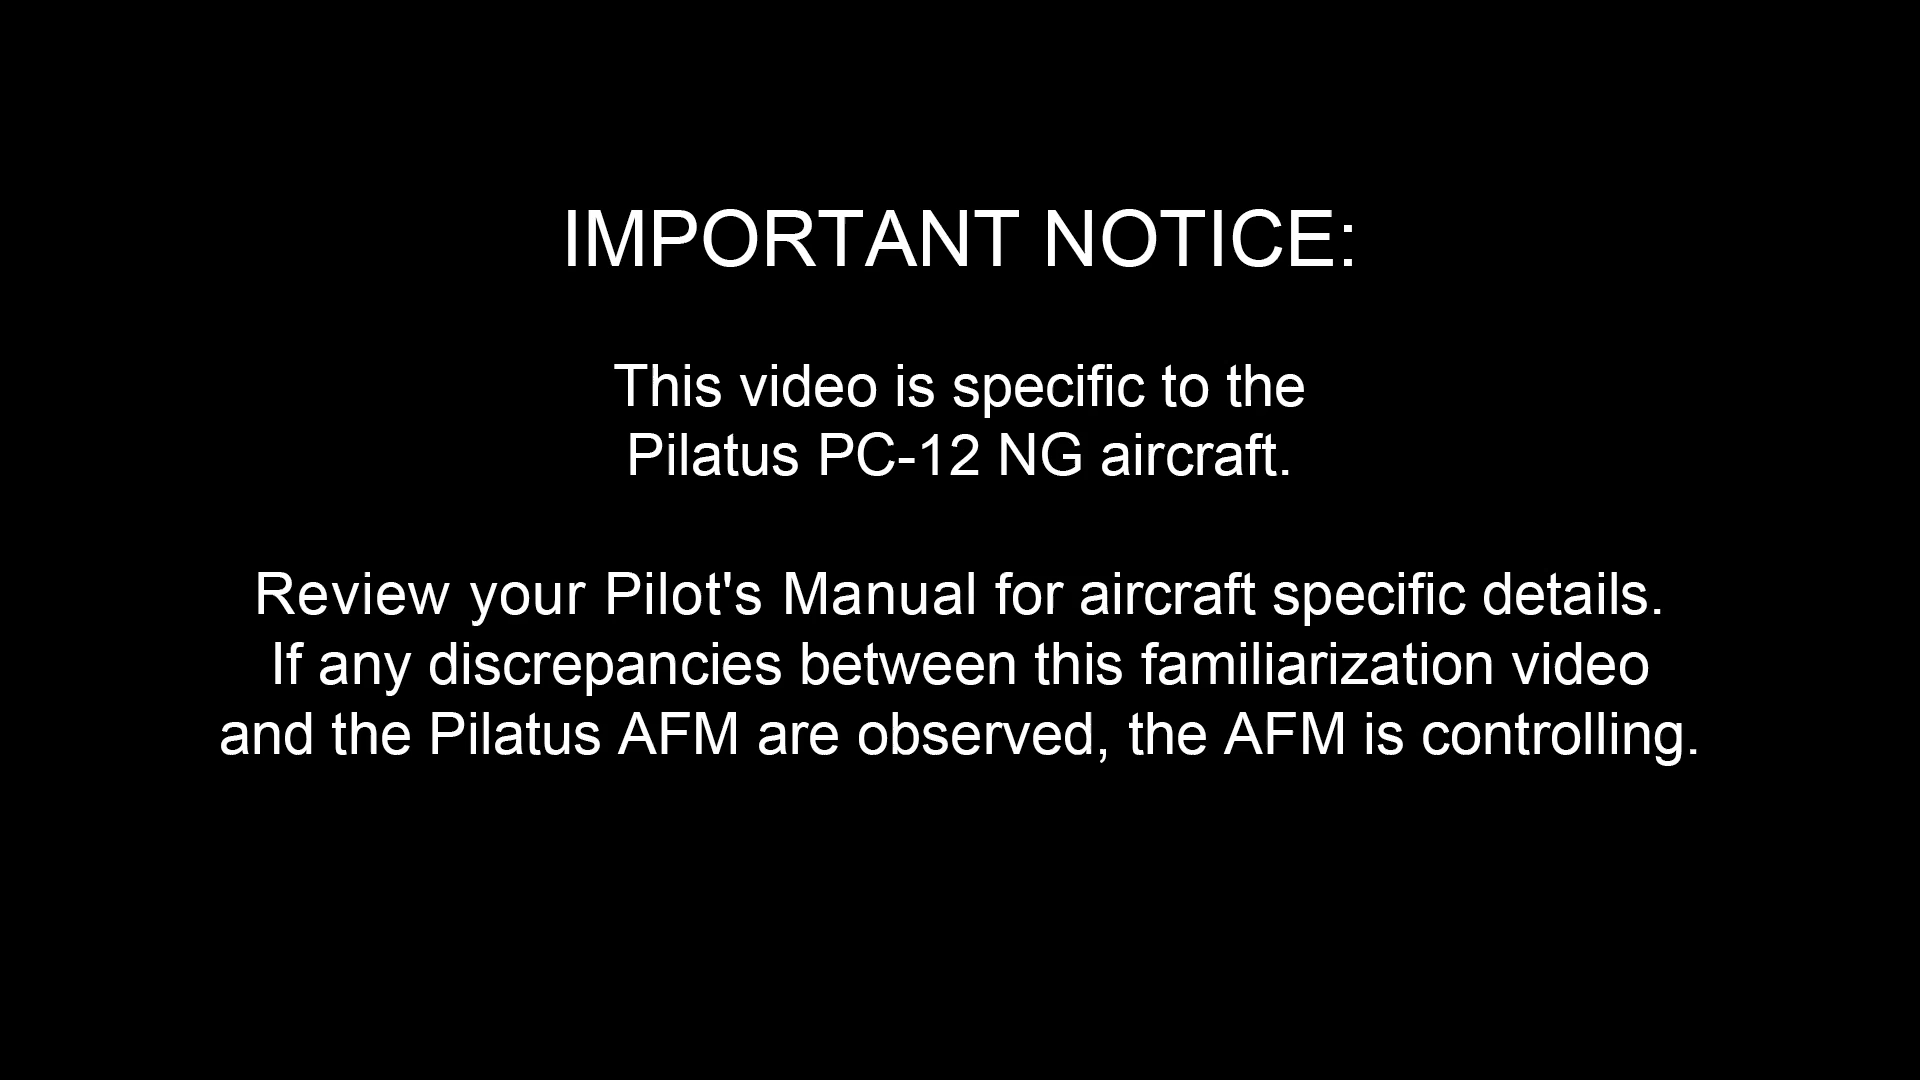 IMPORTANT NOTICE:
This video is specific to the
Pilatus PC-12 NG aircraft.
Review your Pilot's Manual for aircraft specific details.
If any discrepancies between this familiarization video
and the Pilatus AFM are observed, the AFM is controlling.